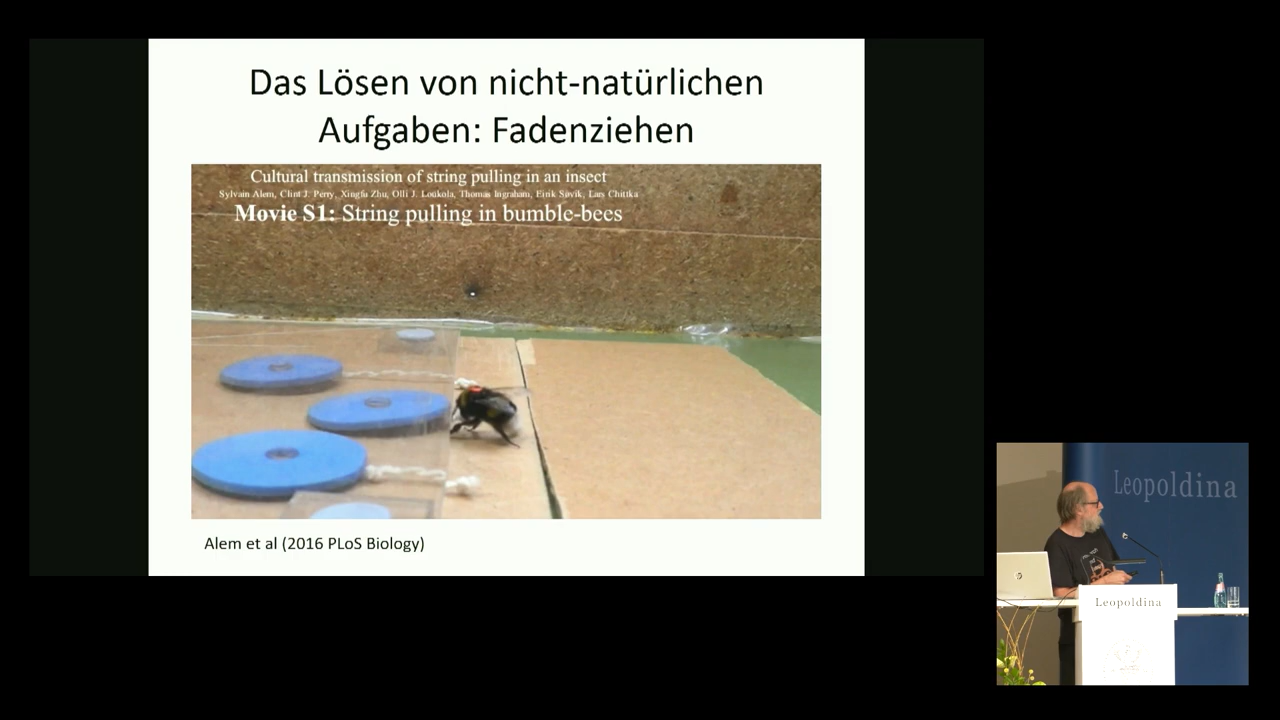 Das Lösen von nicht-natürlichen
Aufgaben: Fadenziehen
Cultural transmission of string pulling in an insect
Sylvain Alem, Clint J. Perry, Xingfu Zhu, Olli J. Loukola, Thomas Ingraham, Eirik Søvik, Lars Chittka
Movie S1: String pulling in bumble-bees
Alem et al (2016 PLoS Biology)
Leopoldina
Leopoldina